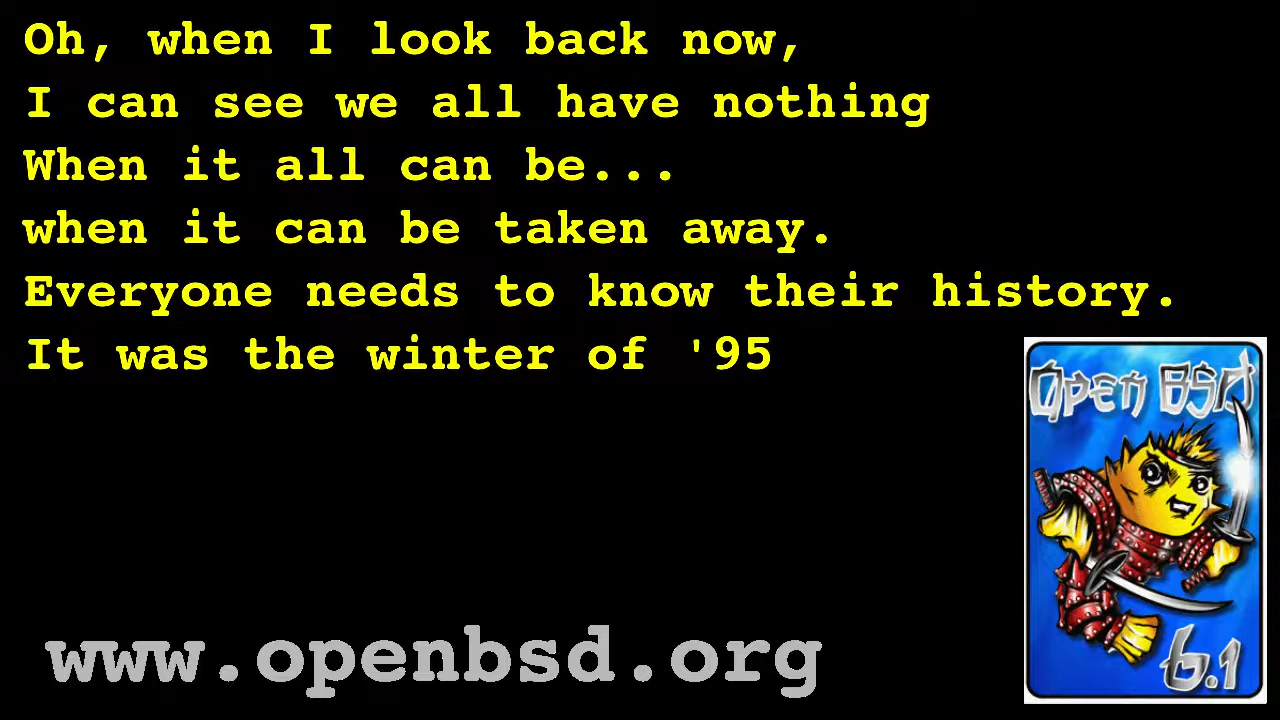 Oh, when I look back now,
I can see we all have nothing
When it all can be...
when it can be taken away.
Everyone needs to know their history.
It was the winter of '95
Open BSD
6.1
www.openbsd.org